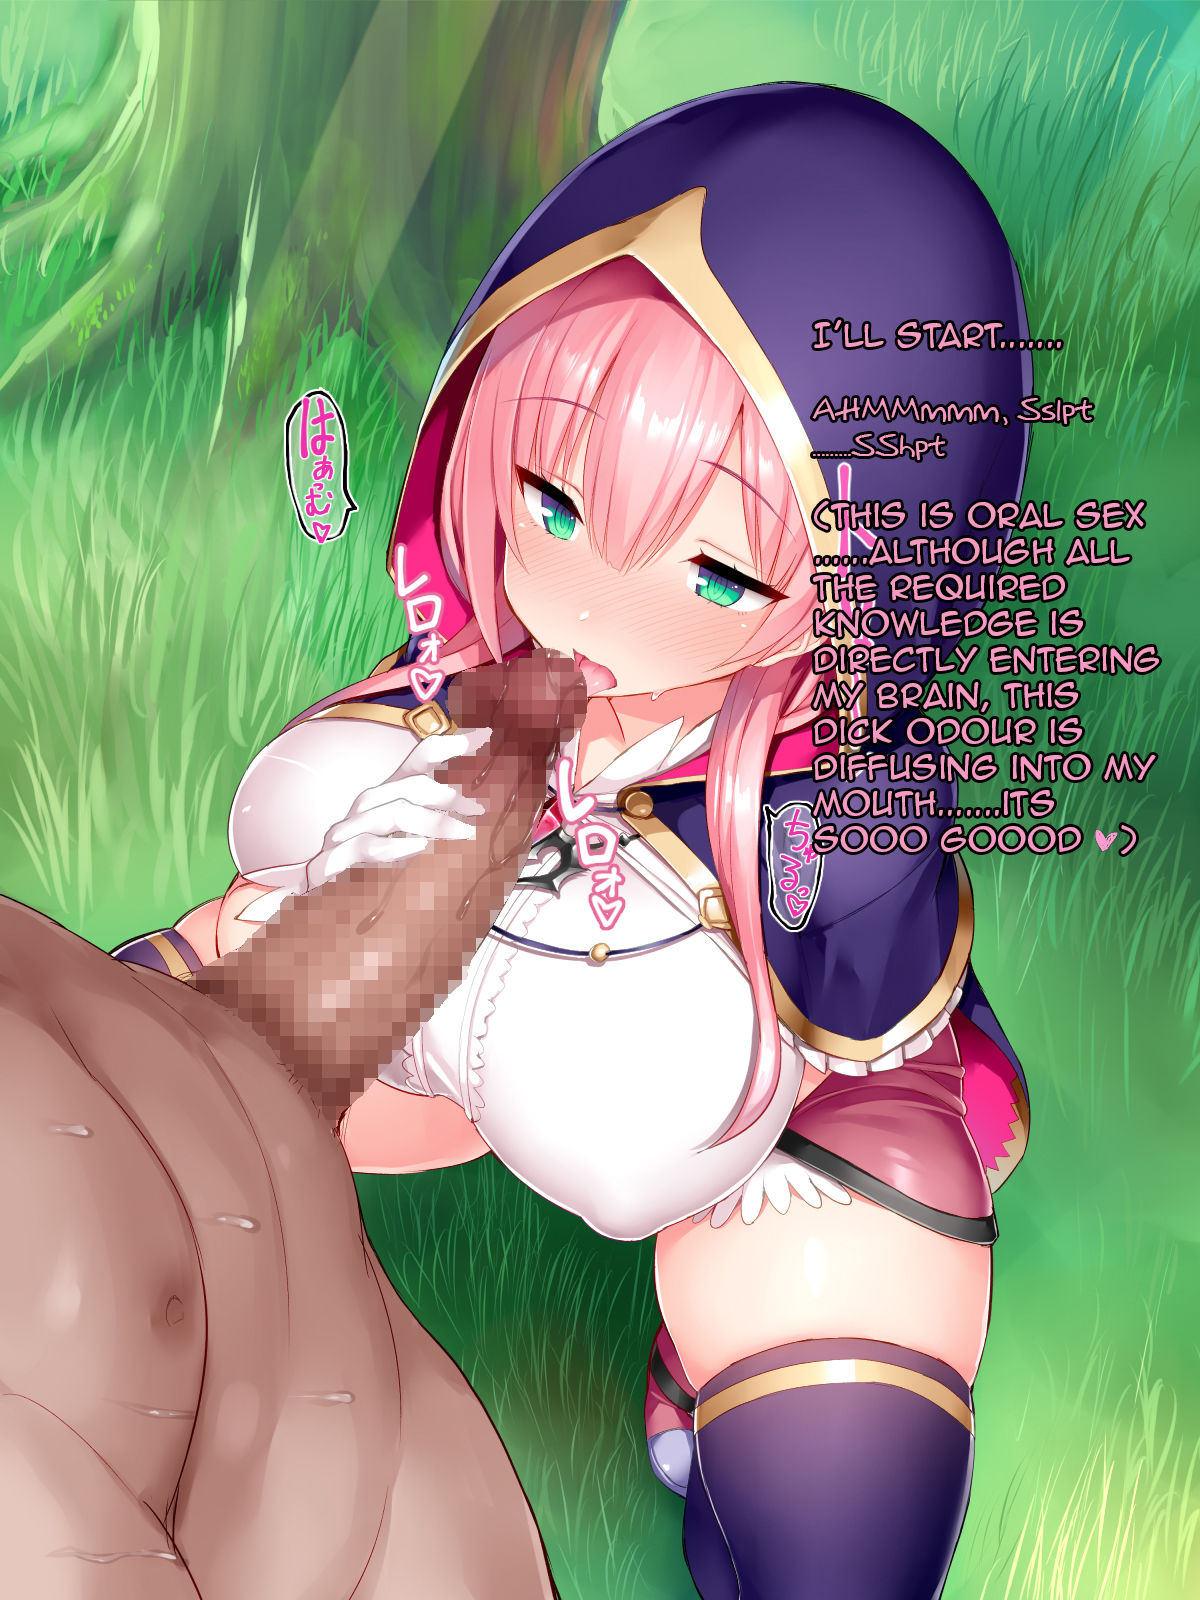 I'LL START.......
AHMMmmm, Sslpt
.........SShpt
(THIS IS ORAL SEX
......ALTHOUGH ALL
THE REQUIRED
KNOWLEDGE IS
DIRECTLY ENTERING
MY BRAIN, THIS
DICK ODOUR IS
DIFFUSING INTO MY
MOUTH.......ITS
SOOO GOOOD ♥)
はぁっむ♡
レロォ♡
レロォ♡
ちゅるっ♡